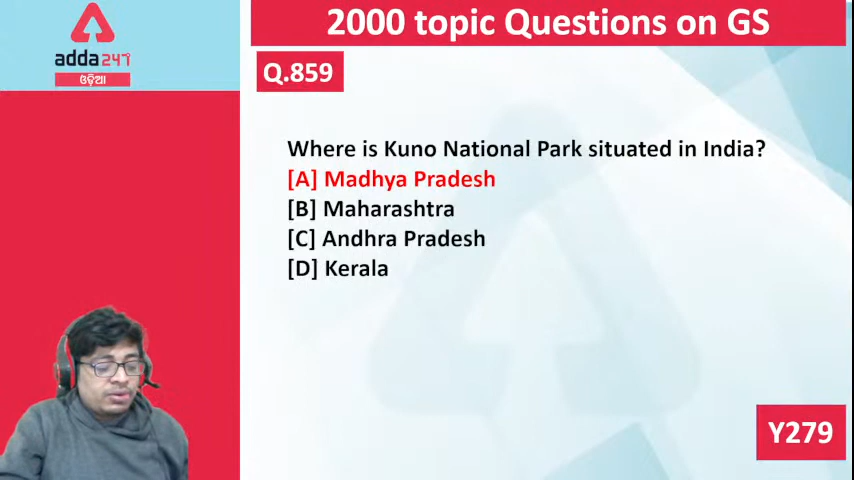 2000 topic Questions on GS
adda247
ଓଡ଼ିଆ
Q.859
Where is Kuno National Park situated in India?
[A] Madhya Pradesh
[B] Maharashtra
[C] Andhra Pradesh
[D] Kerala
Y279